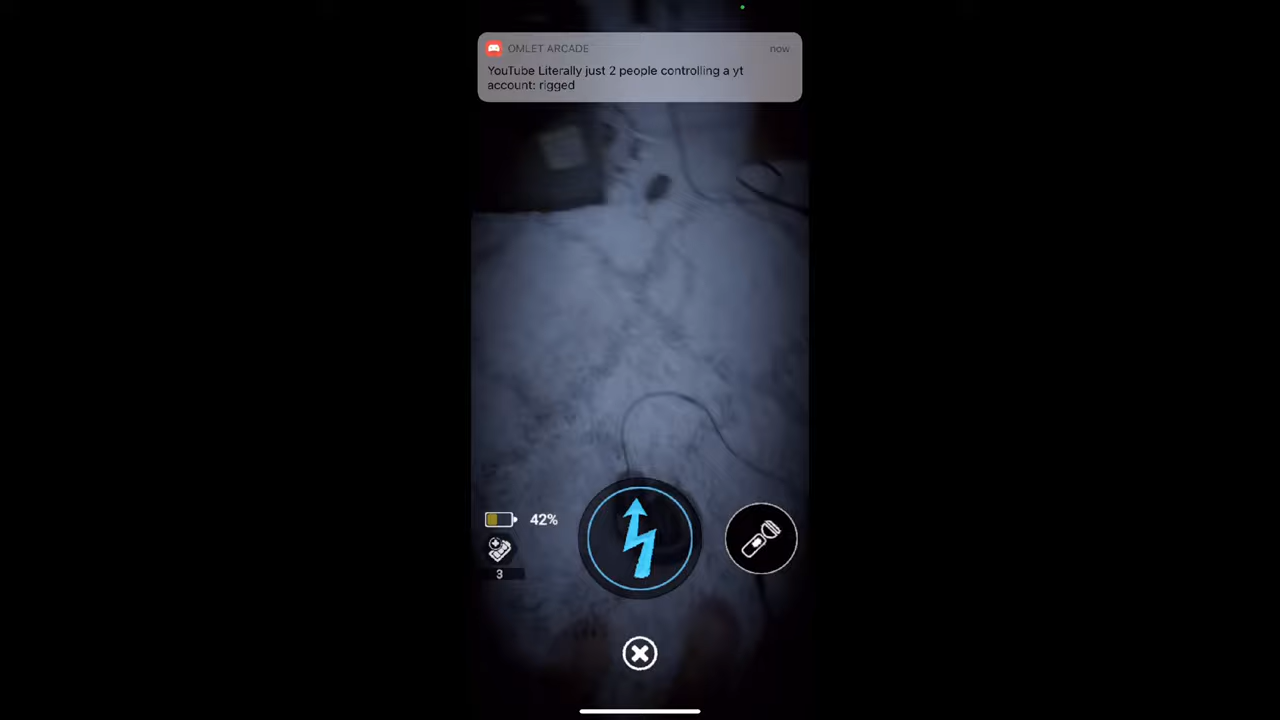 OMLET ARCADE now
YouTube Literally just 2 people controlling a yt
account: rigged
42%
3